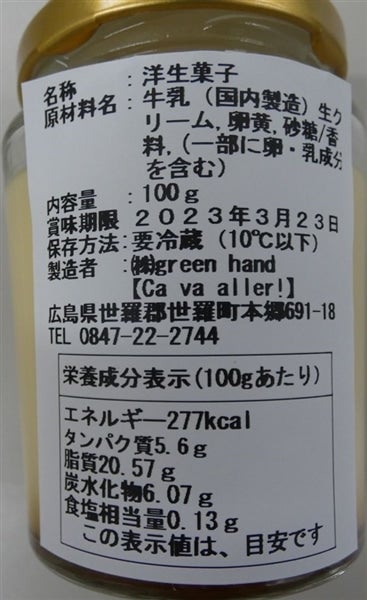 名称 : 洋生菓子
原材料名 : 牛乳 (国内製造) 生ク
リーム, 卵黄, 砂糖/香
料, (一部に卵・乳成分
を含む)
内容量 : 100g
賞味期限 2023年3月23日
保存方法 : 要冷蔵 (10℃以下)
製造者 : ㈱green hand
【Ca va aller!】
広島県世羅郡世羅町本郷691-18
TEL 0847-22-2744
栄養成分表示(100gあたり)
エネルギー277kcal
タンパク質5.6g
脂質20.57g
炭水化物6.07g
食塩相当量0.13g
この表示値は、目安です